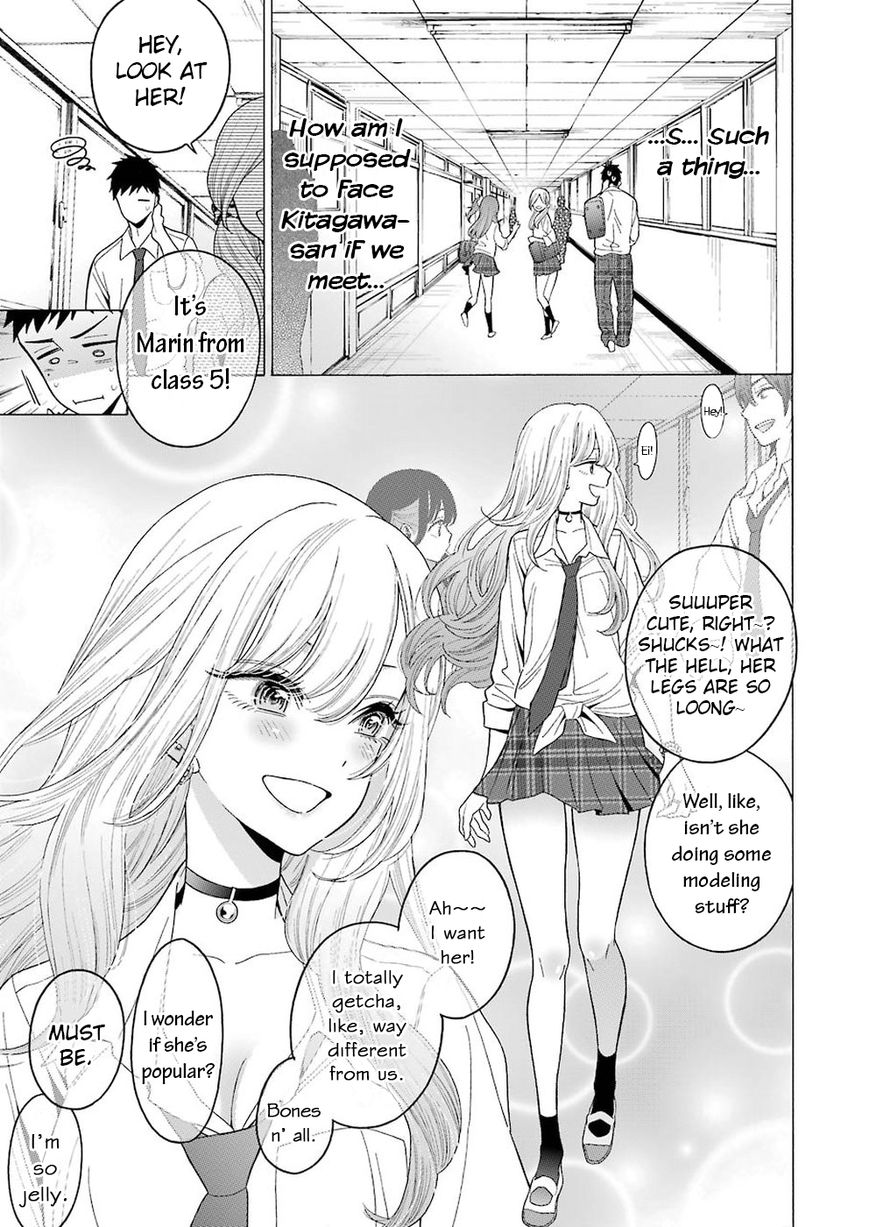 ...S... Such
a thing...
How am I
supposed
to Face
Kitagawa-
san if we
meet...
HEY,
LOOK AT
HER!
It's
Marin from
class 5!
Hey!
Ei!
SUUUPER
CUTE, RIGHT~?
SHUCKS~! WHAT
THE HELL, HER
LEGS ARE SO
LOONG~
Well, like,
isn't she
doing some
modeling
stuff?
Ah~~
I want
her!
I totally
getcha,
like, way
different
from us.
Bones
n' all.
I wonder
if she's
popular?
MUST
BE.
I'm
so
jelly.